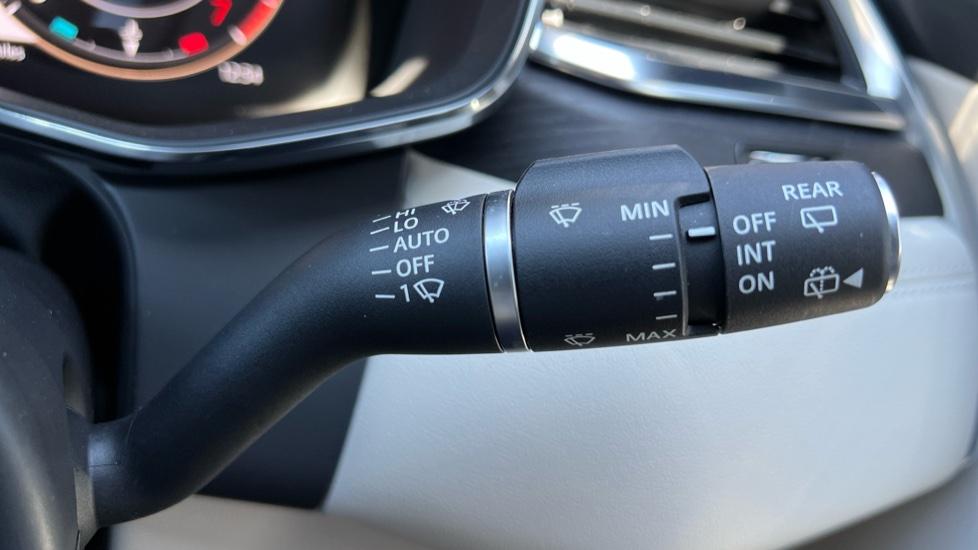 HI
LO
AUTO
OFF
1
MIN
MAX
REAR
OFF
INT
ON